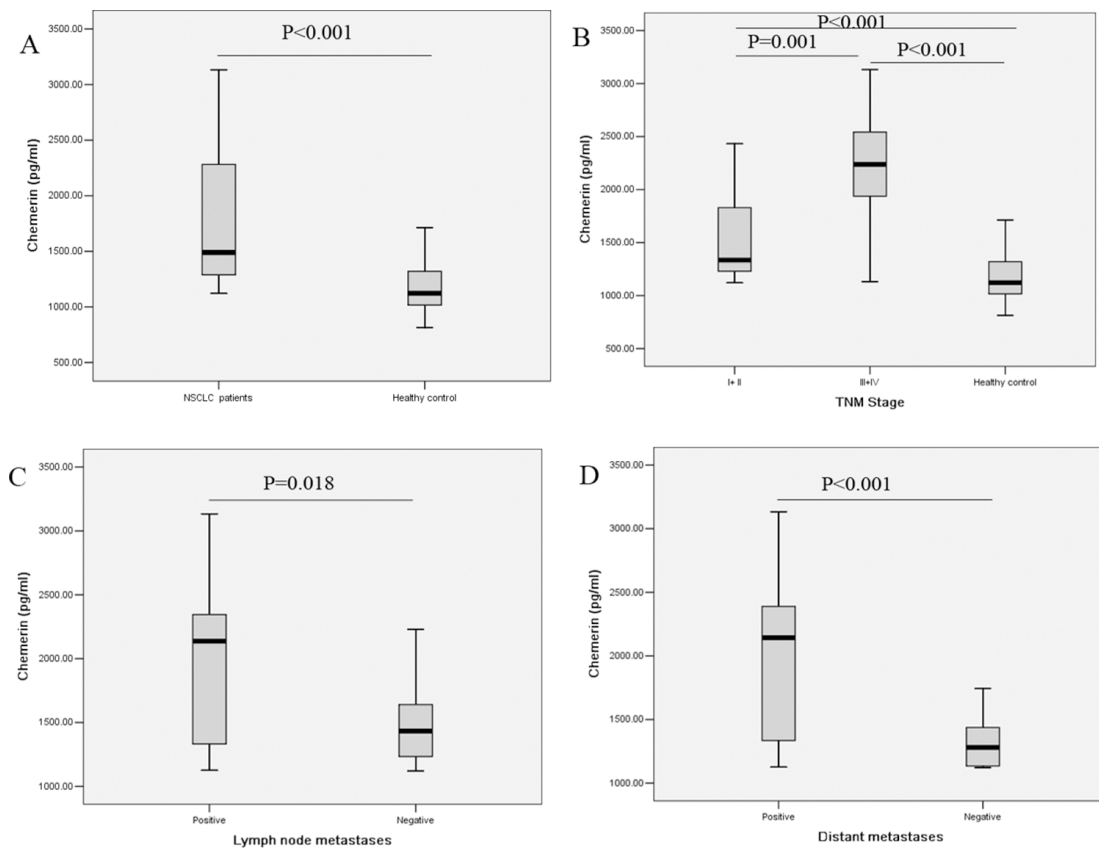 A
P<0.001
3500.00
3000.00
2500.00
2000.00
1500.00
1000.00
500.00
Chemerin (pg/ml)
NSCLC patients
Healthy control
B
P<0.001
P=0.001
P<0.001
3500.00
3000.00
2500.00
2000.00
1500.00
1000.00
500.00
Chemerin (pg/ml)
I+ II
III+IV
Healthy control
TNM Stage
C
P=0.018
3500.00
3000.00
2500.00
2000.00
1500.00
1000.00
Chemerin (pg/ml)
Positive
Negative
Lymph node metastases
D
P<0.001
3500.00
3000.00
2500.00
2000.00
1500.00
1000.00
Chemerin (pg/ml)
Positive
Negative
Distant metastases